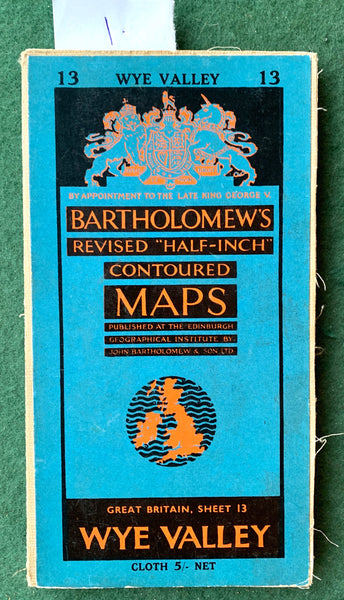 1
13 WYE VALLEY 13
BY APPOINTMENT TO THE LATE KING GEORGE V.
BARTHOLOMEW'S
REVISED "HALF-INCH"
CONTOURED
MAPS
PUBLISHED AT THE EDINBURGH
GEOGRAPHICAL INSTITUTE BY
JOHN BARTHOLOMEW & SON, LTD
GREAT BRITAIN, SHEET 13
WYE VALLEY
CLOTH 5/- NET